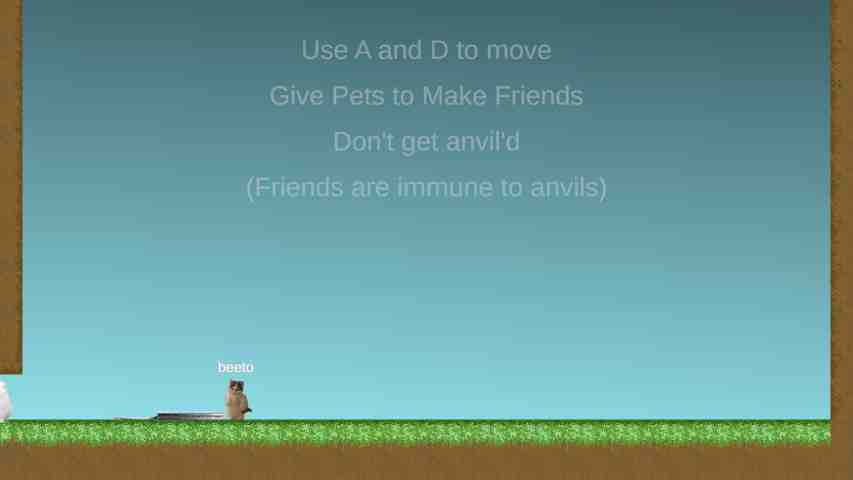 Use A and D to move
Give Pets to Make Friends
Don't get anvil'd
(Friends are immune to anvils)
beeto